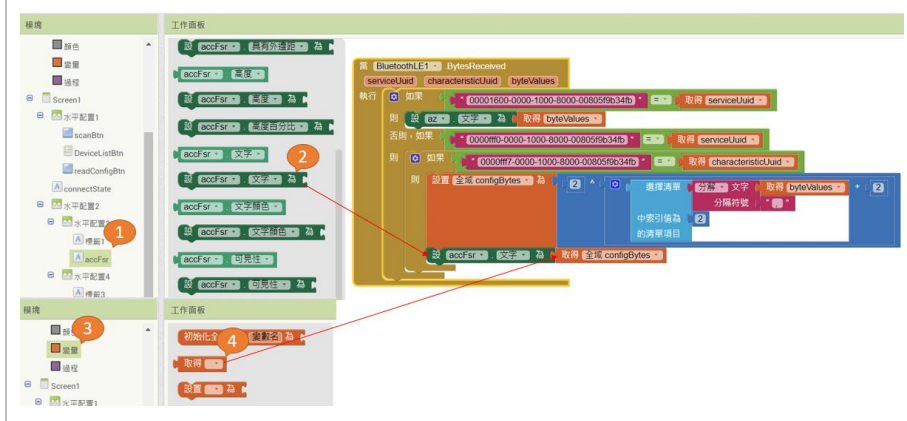 模塊
工作面板
顏色
變量
過程
Screen1
水平配置1
scanBtn
DeviceListBtn
readConfigBtn
connectState
水平配置2
水平配置
標籤1
accFsr
水平配置4
標籤3
1
設 accFsr . 具有外邊距 為
accFsr . 高度
設 accFsr . 高度 為
設 accFsr . 高度百分比 為
accFsr . 文字
2
設 accFsr . 文字 為
accFsr . 文字顏色
設 accFsr . 文字顏色 為
accFsr . 可見性
設 accFsr . 可見性 為
當 BluetoothLE1 .BytesReceived
serviceUuid characteristicUuid byteValues
執行 如果 " 00001600-0000-1000-8000-00805f9b34fb " = 取得 serviceUuid
則 設 az . 文字 為 取得 byteValues
否則,如果 " 0000fff0-0000-1000-8000-00805f9b34fb " = 取得 serviceUuid
則 如果 " 0000fff7-0000-1000-8000-00805f9b34fb " = 取得 characteristicUuid
則 設置 全域 configBytes 為 2 ^ 選擇清單 分解 文字 取得 byteValues + 2
分隔符號 " , "
中索引值為 2
的清單項目
設 accFsr . 文字 為 取得 全域 configBytes
模塊
工作面板
3
變量
過程
Screen1
水平配置1
初始化全 變數名 為
4
取得
設置 為